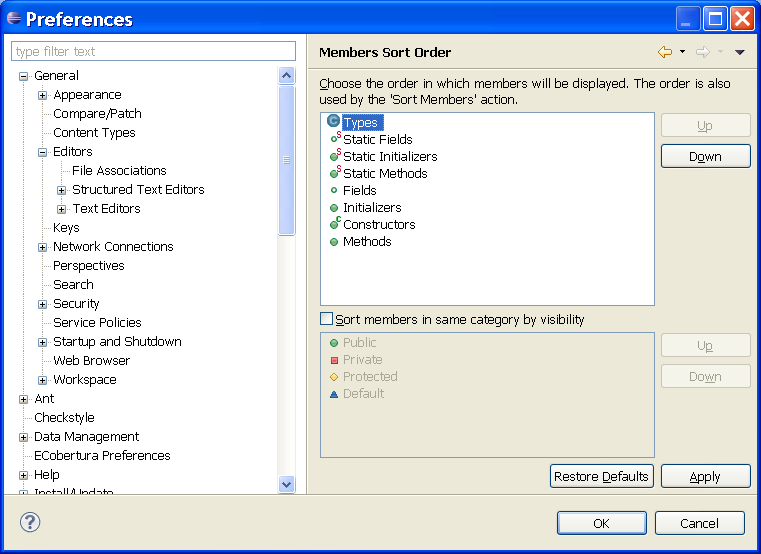 Preferences
type filter text
General
Appearance
Compare/Patch
Content Types
Editors
File Associations
Structured Text Editors
Text Editors
Keys
Network Connections
Perspectives
Search
Security
Service Policies
Startup and Shutdown
Web Browser
Workspace
Ant
Checkstyle
Data Management
ECobertura Preferences
Help
Install/Update
Members Sort Order
Choose the order in which members will be displayed. The order is also
used by the 'Sort Members' action.
C Types
S Static Fields
S Static Initializers
S Static Methods
Fields
Initializers
C Constructors
Methods
Up
Down
Sort members in same category by visibility
Public
Private
Protected
Default
Up
Down
Restore Defaults
Apply
?
OK
Cancel